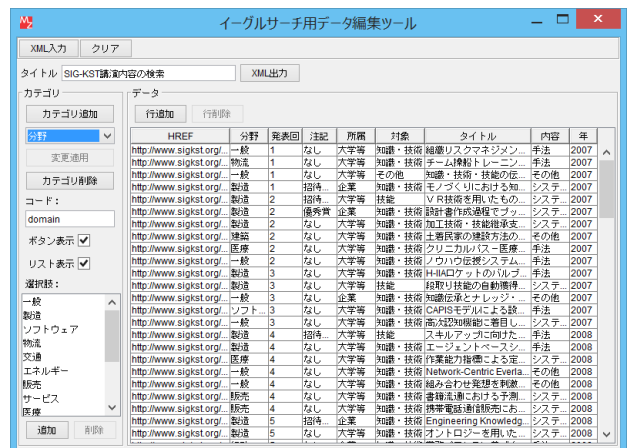 イーグルサーチ用データ編集ツール
XML入力 クリア
タイトル SIG-KST講演内容の検索 XML出力
カテゴリ
カテゴリ追加
分野
変更適用
カテゴリ削除
コード：
domain
ボタン表示
リスト表示
選択肢：
一般
製造
ソフトウェア
物流
交通
エネルギー
販売
サービス
医療
追加 削除
データ
行追加 行削除
HREF 分野 発表回 注記 所属 対象 タイトル 内容 年
http://www.sigkst.org/... 一般 1 なし 大学等 知識・技術 組織リスクマネジメン... 手法 2007
http://www.sigkst.org/... 物流 1 なし 大学等 知識・技術 チーム操船トレーニン... 手法 2007
http://www.sigkst.org/... 一般 1 なし 大学等 その他 知識・技術・技能の伝... その他 2007
http://www.sigkst.org/... 製造 1 招待... 企業 知識・技術 モノづくりにおける知... システ... 2007
http://www.sigkst.org/... 製造 2 招待... 大学等 技能 ＶＲ技術を用いたもの... システ... 2007
http://www.sigkst.org/... 製造 2 優秀賞 企業 知識・技術 設計書作成過程でブッ... システ... 2007
http://www.sigkst.org/... 製造 2 なし 大学等 知識・技術 加工技術・技能継承支... システ... 2007
http://www.sigkst.org/... 建築 2 なし 大学等 知識・技術 土着民家の建設方法の... その他 2007
http://www.sigkst.org/... 医療 2 なし 大学等 知識・技術 クリニカルパス－医療... 手法 2007
http://www.sigkst.org/... 一般 2 なし 大学等 知識・技術 ノウハウ伝授システム... 手法 2007
http://www.sigkst.org/... 製造 3 なし 大学等 知識・技術 H-IIAロケットのバルブ... 手法 2007
http://www.sigkst.org/... 製造 3 なし 大学等 技能 段取り技能の自動獲得... システ... 2007
http://www.sigkst.org/... 一般 3 なし 企業 知識・技術 知識伝承とナレッジ・... その他 2007
http://www.sigkst.org/... ソフト... 3 なし 大学等 知識・技術 CAPISモデルによる設... 手法 2007
http://www.sigkst.org/... 一般 3 なし 大学等 知識・技術 高次認知機能に着目し... システ... 2007
http://www.sigkst.org/... 製造 4 招待... 大学等 技能 スキルアップに向けた... 手法 2008
http://www.sigkst.org/... 製造 4 なし 大学等 知識・技術 エージェントベースシ... 手法 2008
http://www.sigkst.org/... 医療 4 なし 大学等 知識・技術 作業能力指標による定... システ... 2008
http://www.sigkst.org/... 一般 4 なし 大学等 知識・技術 Network-Centric Everla... その他 2008
http://www.sigkst.org/... 一般 4 なし 大学等 知識・技術 組み合わせ発想を刺激... その他 2008
http://www.sigkst.org/... 販売 4 なし 大学等 知識・技術 書籍流通における予測... システ... 2008
http://www.sigkst.org/... 販売 4 なし 大学等 知識・技術 携帯電話通信販売にお... システ... 2008
http://www.sigkst.org/... 製造 5 招待... 企業 知識・技術 Engineering Knowledg... システ... 2008
http://www.sigkst.org/... 製造 5 なし 大学等 知識・技術 オントロジーを用いた... システ... 2008